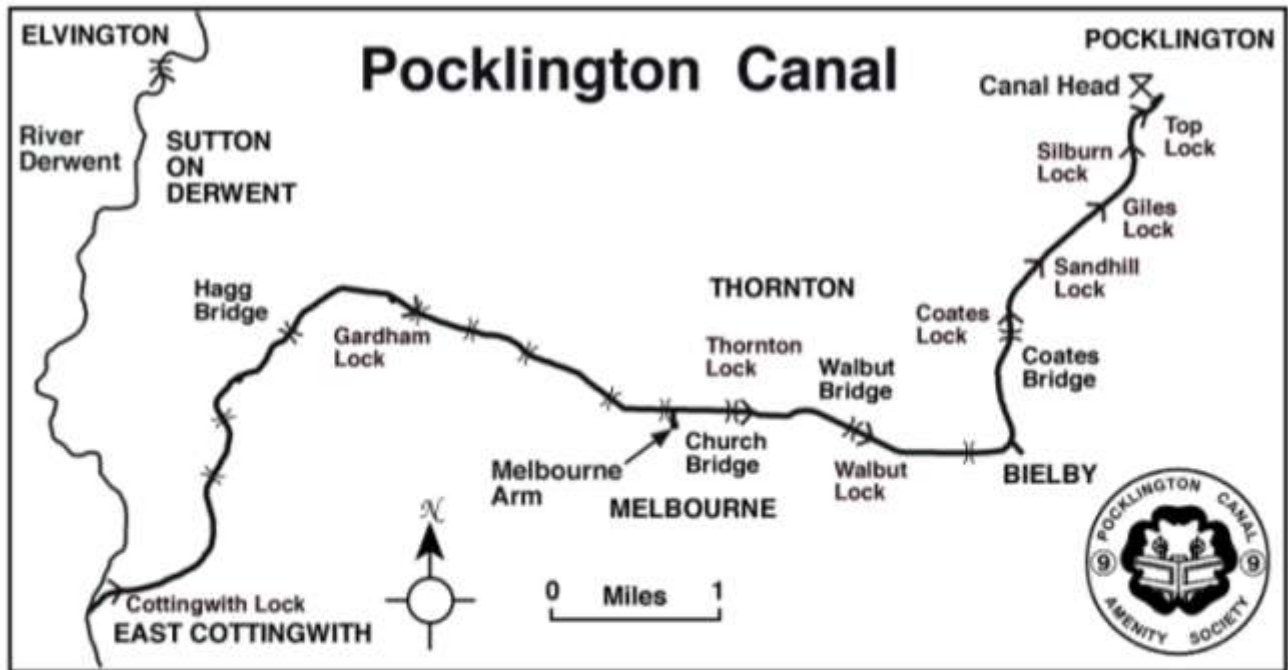 Pocklington Canal
ELVINGTON
River
Derwent
SUTTON
ON
DERWENT
POCKLINGTON
Canal Head
Top
Lock
Silburn
Lock
Giles
Lock
Sandhill
Lock
Coates
Lock
Coates
Bridge
THORNTON
Thornton
Lock
Walbut
Bridge
Hagg
Bridge
Gardham
Lock
Church
Bridge
Walbut
Lock
BIELBY
Melbourne
Arm
MELBOURNE
N
0 Miles 1
Cottingwith Lock
EAST COTTINGWITH
POCKLINGTON CANAL
9 9
AMENITY SOCIETY